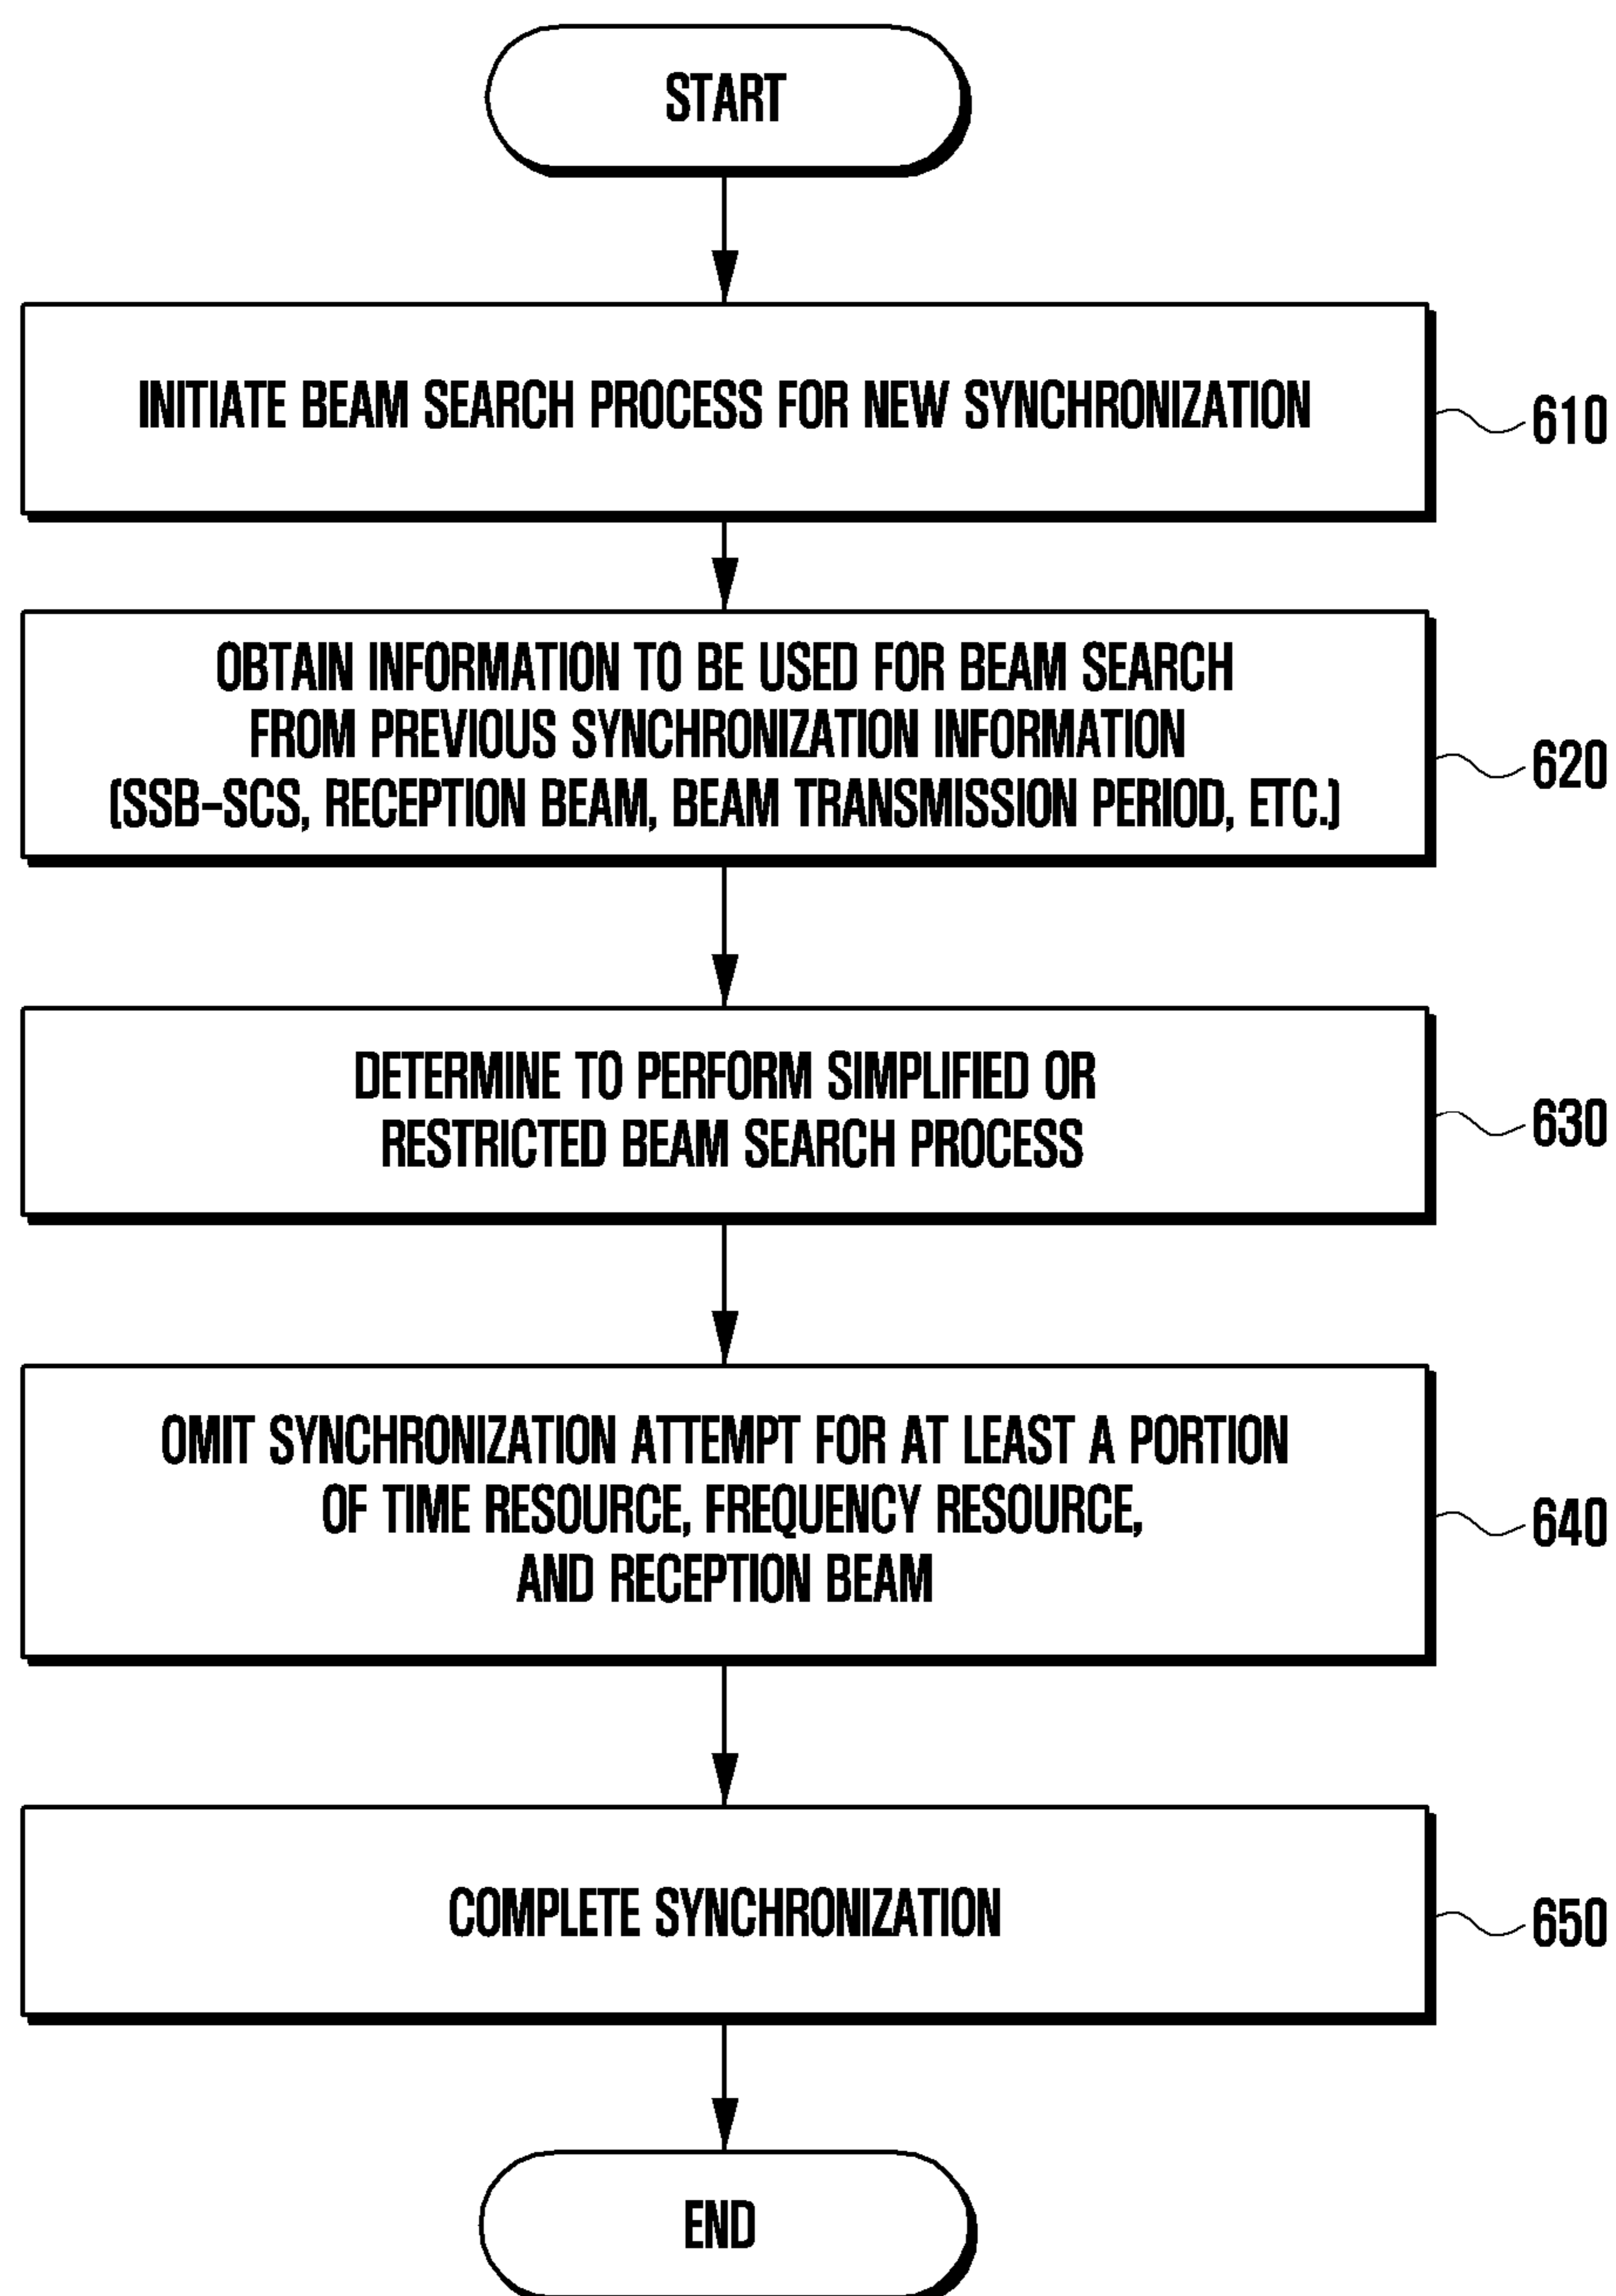 START
INITIATE BEAM SEARCH PROCESS FOR NEW SYNCHRONIZATION
610
OBTAIN INFORMATION TO BE USED FOR BEAM SEARCH
FROM PREVIOUS SYNCHRONIZATION INFORMATION
(SSB-SCS, RECEPTION BEAM, BEAM TRANSMISSION PERIOD, ETC.)
620
DETERMINE TO PERFORM SIMPLIFIED OR
RESTRICTED BEAM SEARCH PROCESS
630
OMIT SYNCHRONIZATION ATTEMPT FOR AT LEAST A PORTION
OF TIME RESOURCE, FREQUENCY RESOURCE,
AND RECEPTION BEAM
640
COMPLETE SYNCHRONIZATION
650
END